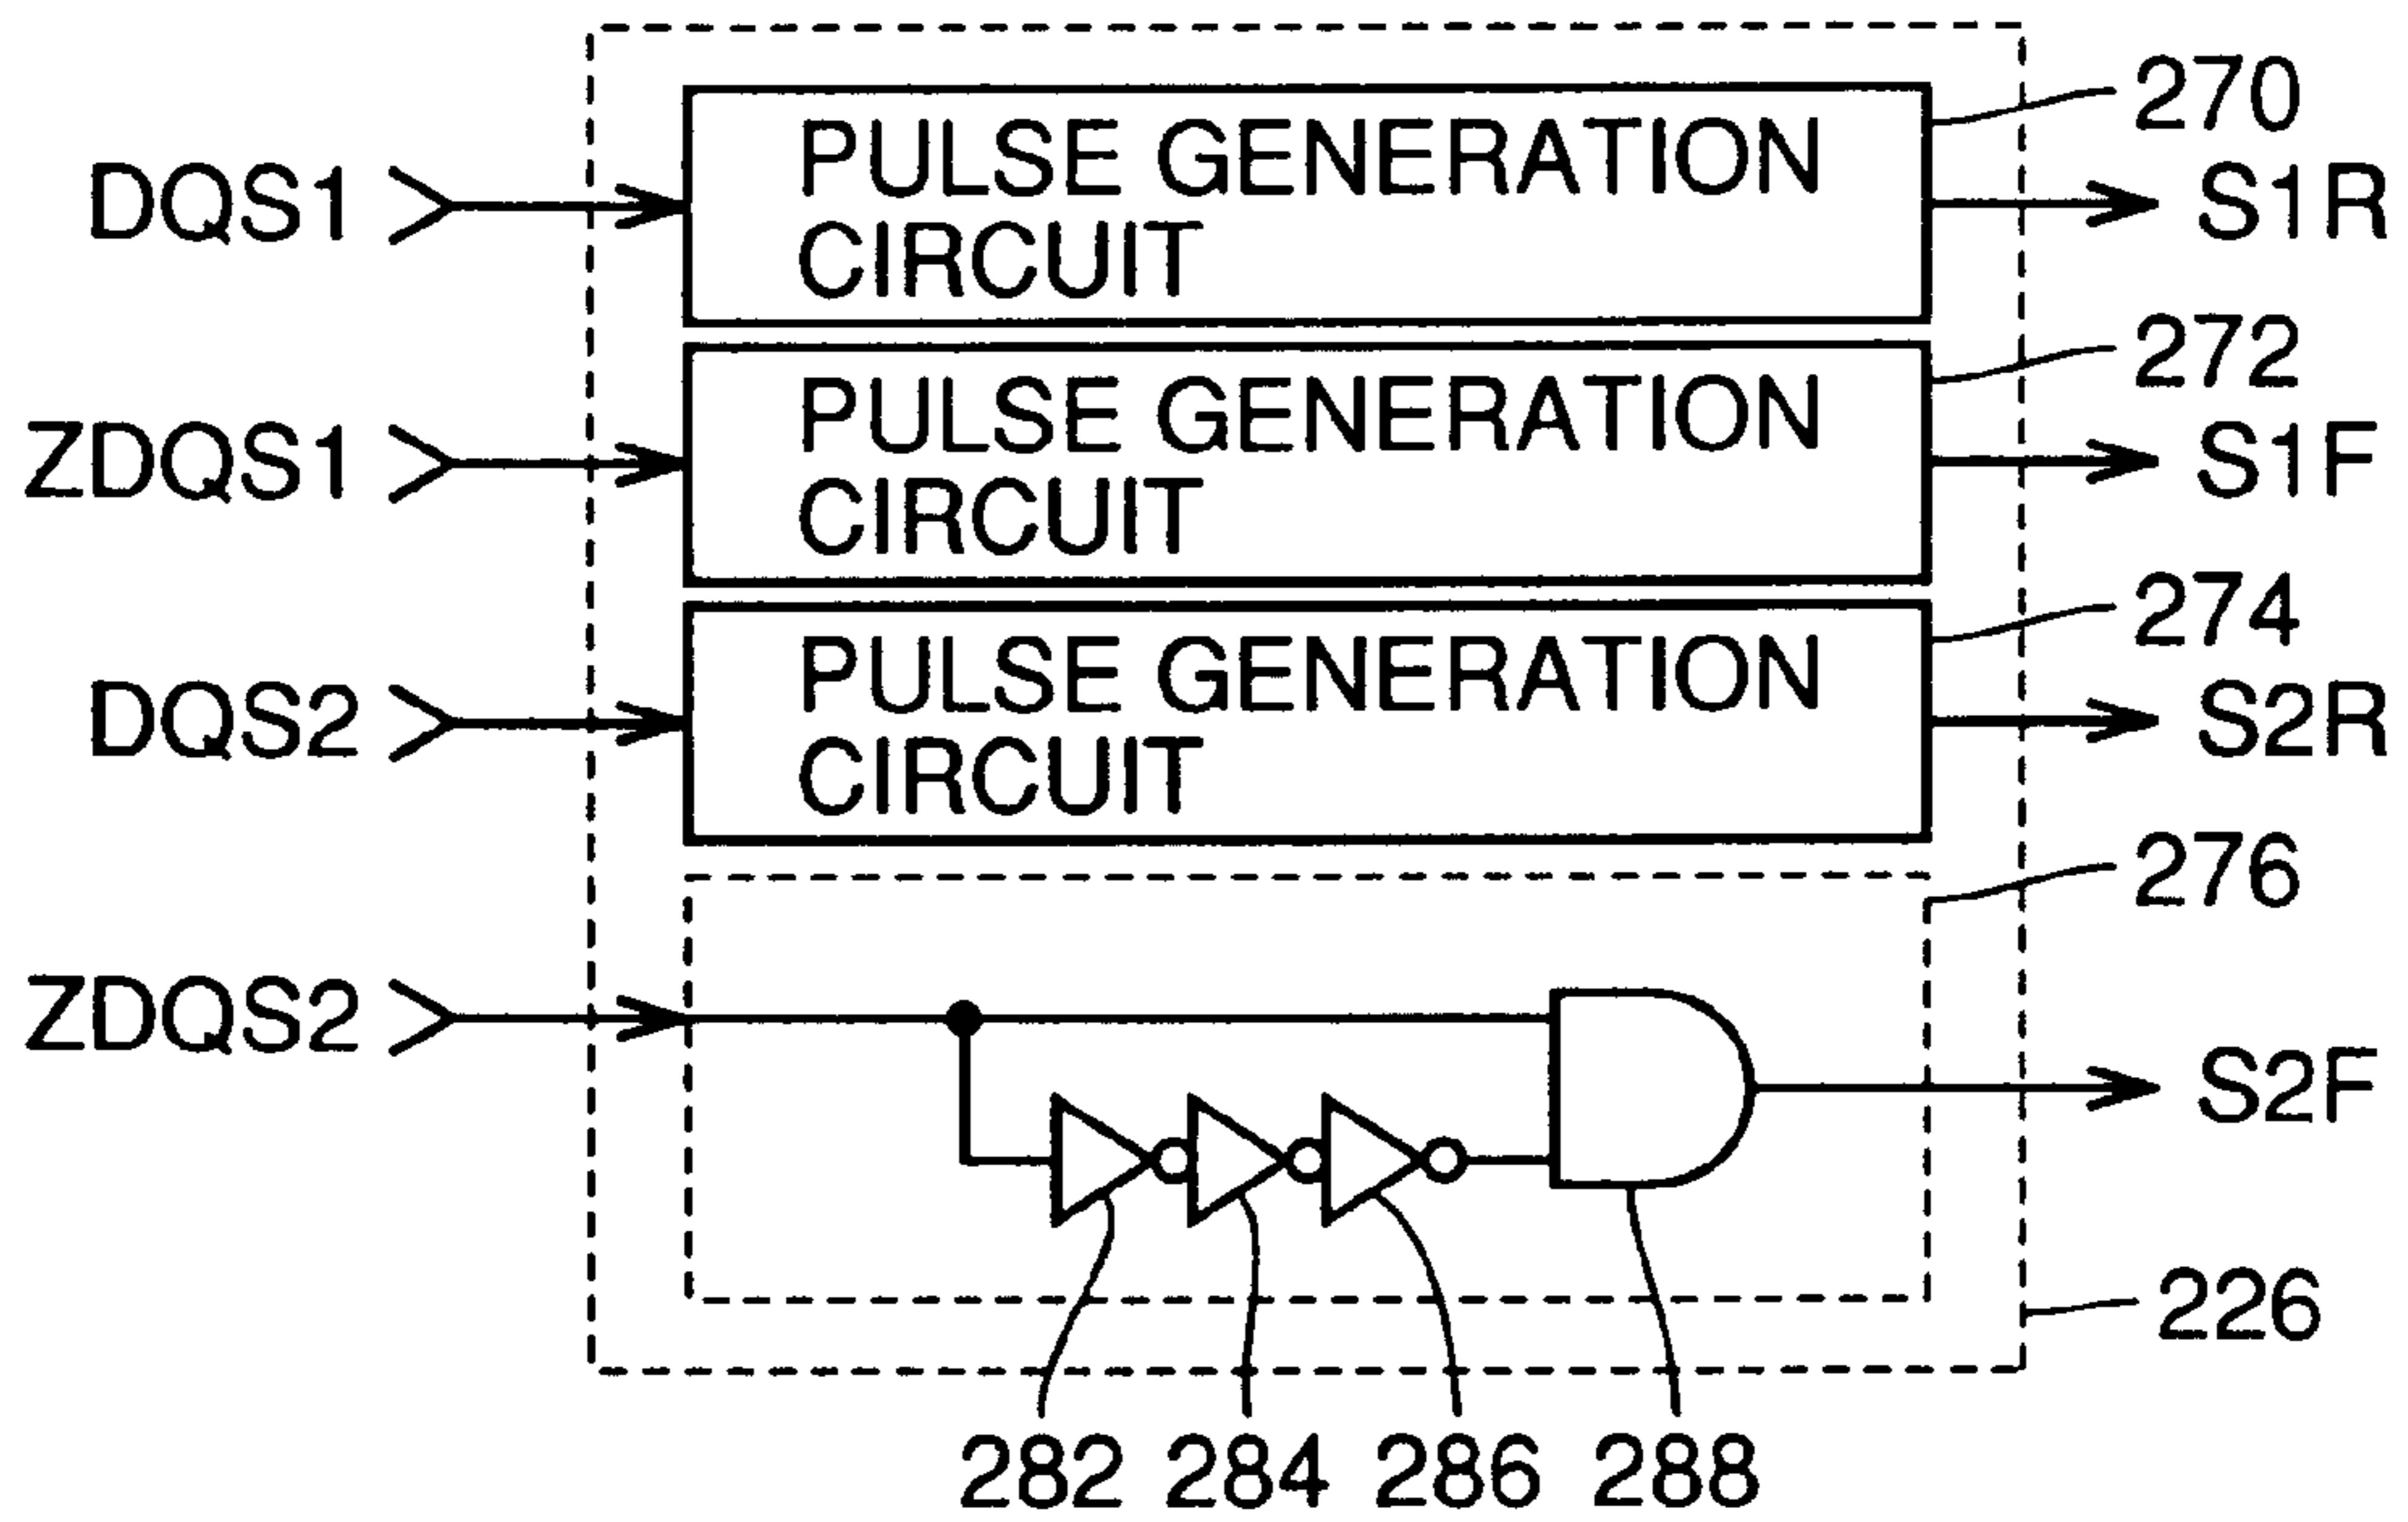 270
DQS1
PULSE GENERATION
CIRCUIT
S1R
272
ZDQS1
PULSE GENERATION
CIRCUIT
S1F
274
DQS2
PULSE GENERATION
CIRCUIT
S2R
276
ZDQS2
S2F
226
282 284 286 288